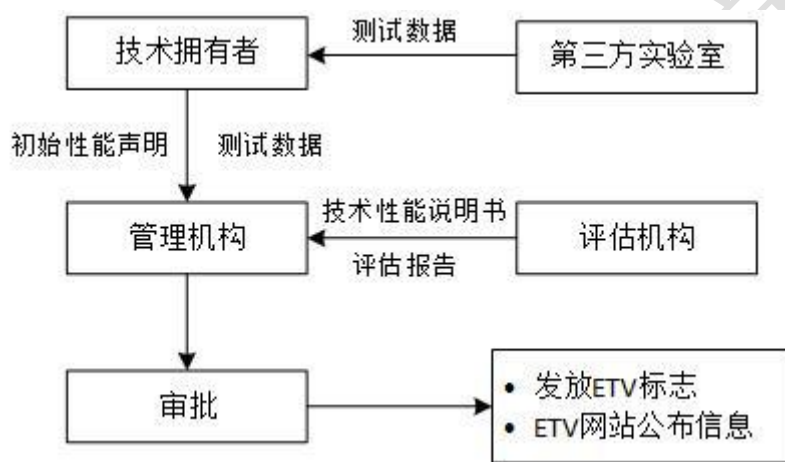 技术拥有者
测试数据
第三方实验室
初始性能声明
测试数据
管理机构
技术性能说明书
评估报告
评估机构
审批
• 发放ETV标志
• ETV网站公布信息